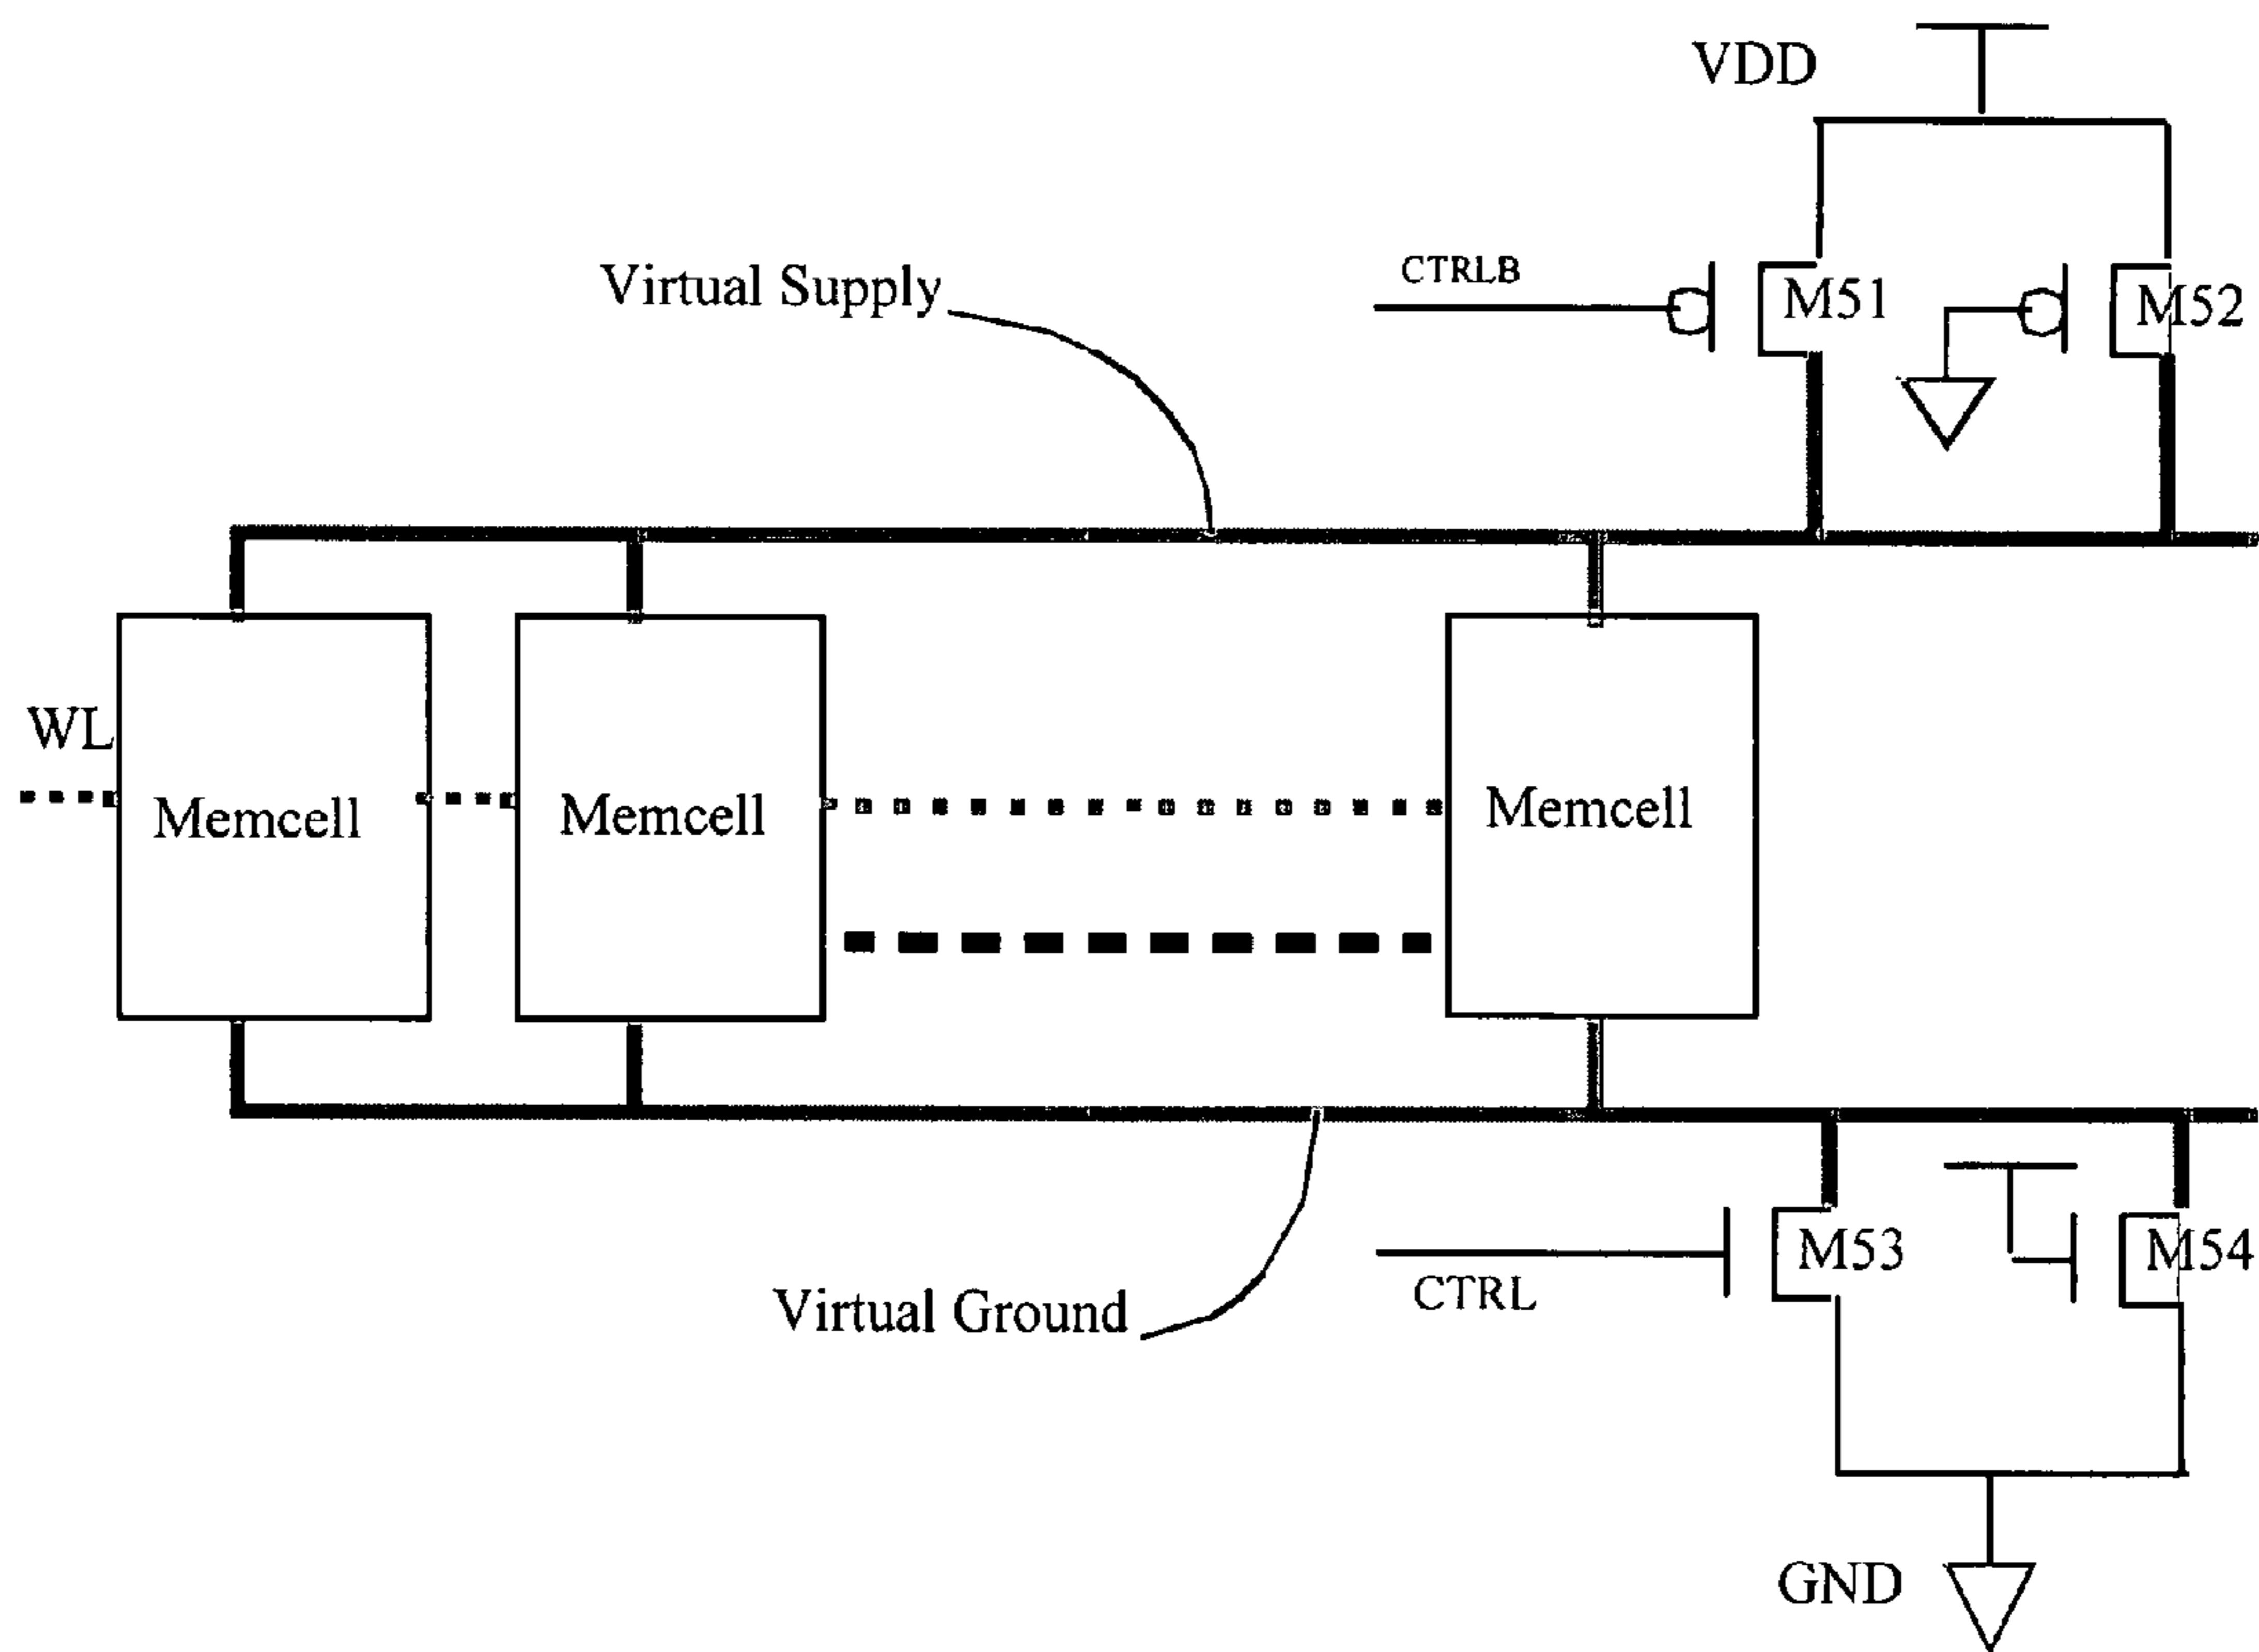 VDD
Virtual Supply
CTRLB
M51
M52
WL
Memcell
Memcell
Memcell
M53
M54
CTRL
Virtual Ground
GND